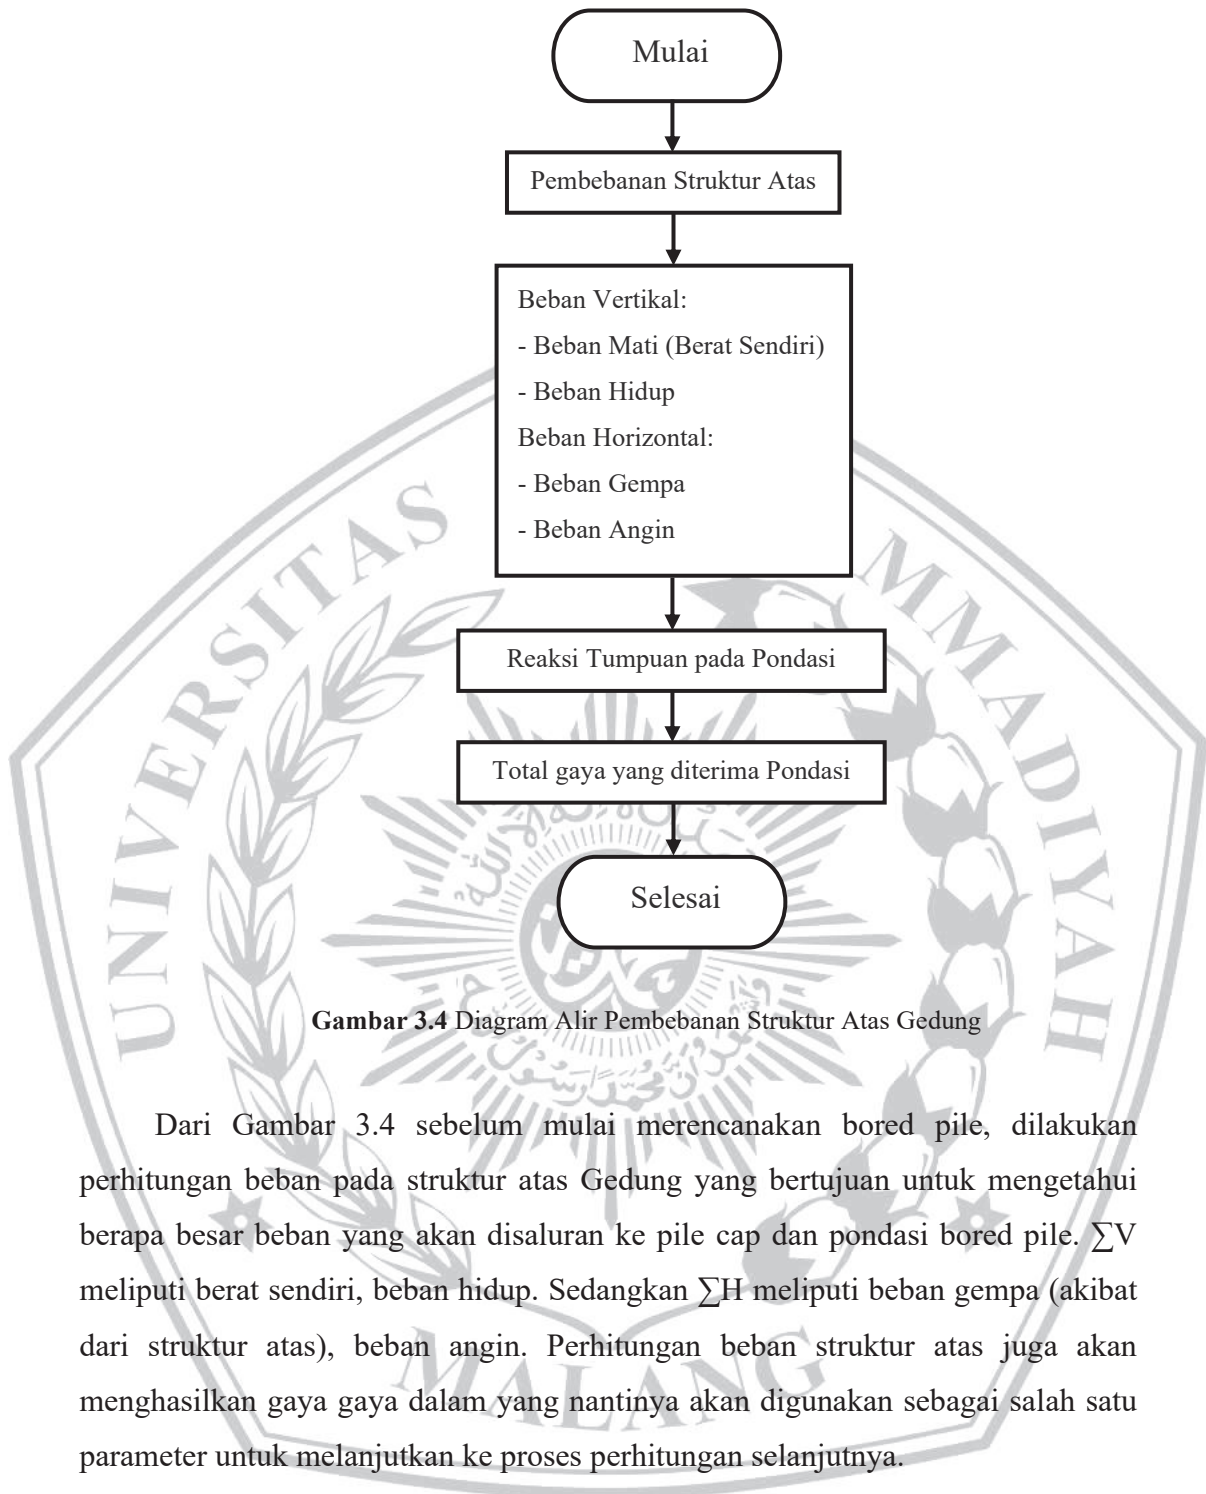 Mulai
Pembebanan Struktur Atas
Beban Vertikal:
- Beban Mati (Berat Sendiri)
- Beban Hidup
Beban Horizontal:
- Beban Gempa
- Beban Angin
Reaksi Tumpuan pada Pondasi
Total gaya yang diterima Pondasi
Selesai
UNIVERSITAS
MMADIYAH
MALANG
Gambar 3.4 Diagram Alir Pembebanan Struktur Atas Gedung
Dari Gambar 3.4 sebelum mulai merencanakan bored pile, dilakukan
perhitungan beban pada struktur atas Gedung yang bertujuan untuk mengetahui
berapa besar beban yang akan disaluran ke pile cap dan pondasi bored pile. ∑V
meliputi berat sendiri, beban hidup. Sedangkan ∑H meliputi beban gempa (akibat
dari struktur atas), beban angin. Perhitungan beban struktur atas juga akan
menghasilkan gaya gaya dalam yang nantinya akan digunakan sebagai salah satu
parameter untuk melanjutkan ke proses perhitungan selanjutnya.